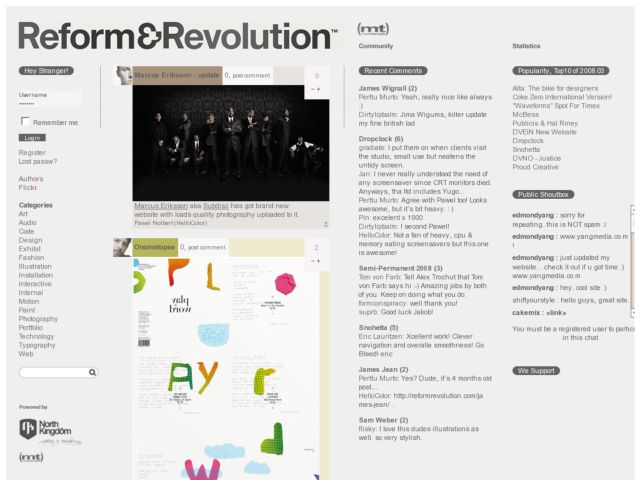 Reform&Revolution™
(mt)
Community
Statistics
Hey Stranger!
Username
********
Remember me
Login
Register
Lost passw?
Authors
Flickr
Categories
Art
Audio
Code
Design
Exhibit
Fashion
Illustration
Installation
Interactive
Internal
Motion
Paint
Photography
Portfolio
Technology
Typography
Web
Powered by
North
Kingdom
(mt)
Marcus Eriksson - update
0, post comment.
0
– +
Marcus Eriksson aka Subdisc has got brand new
website with loads quality photography uploaded to it.
Pawel Nolbert (HelloColor)
Onomatopee
0, post comment
2
– +
play
word
Recent Comments
James Wignall (2)
Perttu Murto: Yeah, really nice like always
:)
Dirtyliptalm: Jima Wigums, killer update
my fine british lad.
Dropclock (6)
gradiate: I put them on when clients visit
the studio, small use but neatens the
untidy screen.
Jan: I never really understood the need of
any screensaver since CRT monitors died.
Anyways, tha ltd includes Yugo...
Perttu Murto: Agree with Pawel too! Looks
awesome, but it's bit heavy. : )
Pln: excelent x 1000
Dirtyliptalm: I second Pawel!
HelloColor: Not a fan of heavy, cpu &
memory eating screensavers but this one
is awesome!
Semi-Permanent 2008 (3)
Tom von: Farb: Tell Alex Trochut that Tom
von Farb says hi :-) Amazing jobs by both
of you. Keep on doing what you do.
formconspiracy: well thank you!
suprb: Good luck Jakob!
Snohetta (5)
Eric Lauritzen: Xcellent work! Clever
navigation and overalle smoothness! Go
Bleed! eric
James Jean (2)
Perttu Murto: Yes? Dude, it's 4 months old
post...
HelloColor: http://reformrevolution.com/ja
mes-jean/ ..
Sam Weber (2)
flisky: I love this dudes illustrations as
well. so very stylish.
Popularity, Top10 of 2008:03
Alta: The bike for designers
Coke Zero International Version!
"Waveforms" Spot For Timex
McBess
Publicis & Hal Riney
DVEIN New Website
Dropclock
Snohetta
DVNO - Justice
Proud Creative
Public Shoutbox
edmondyang : sorry for
repeating..this is NOT spam :/
edmondyang : www.yangmedia.co m
!
edmondyang : just updated my
website... check it out if u got time :)
www.yangmedia.co m
edmondyang : hey..cool site :)
shiftyourstyle : hello guys, great site.
cakemix : «link»
You must be a registered user to partici
in this chat
We Support